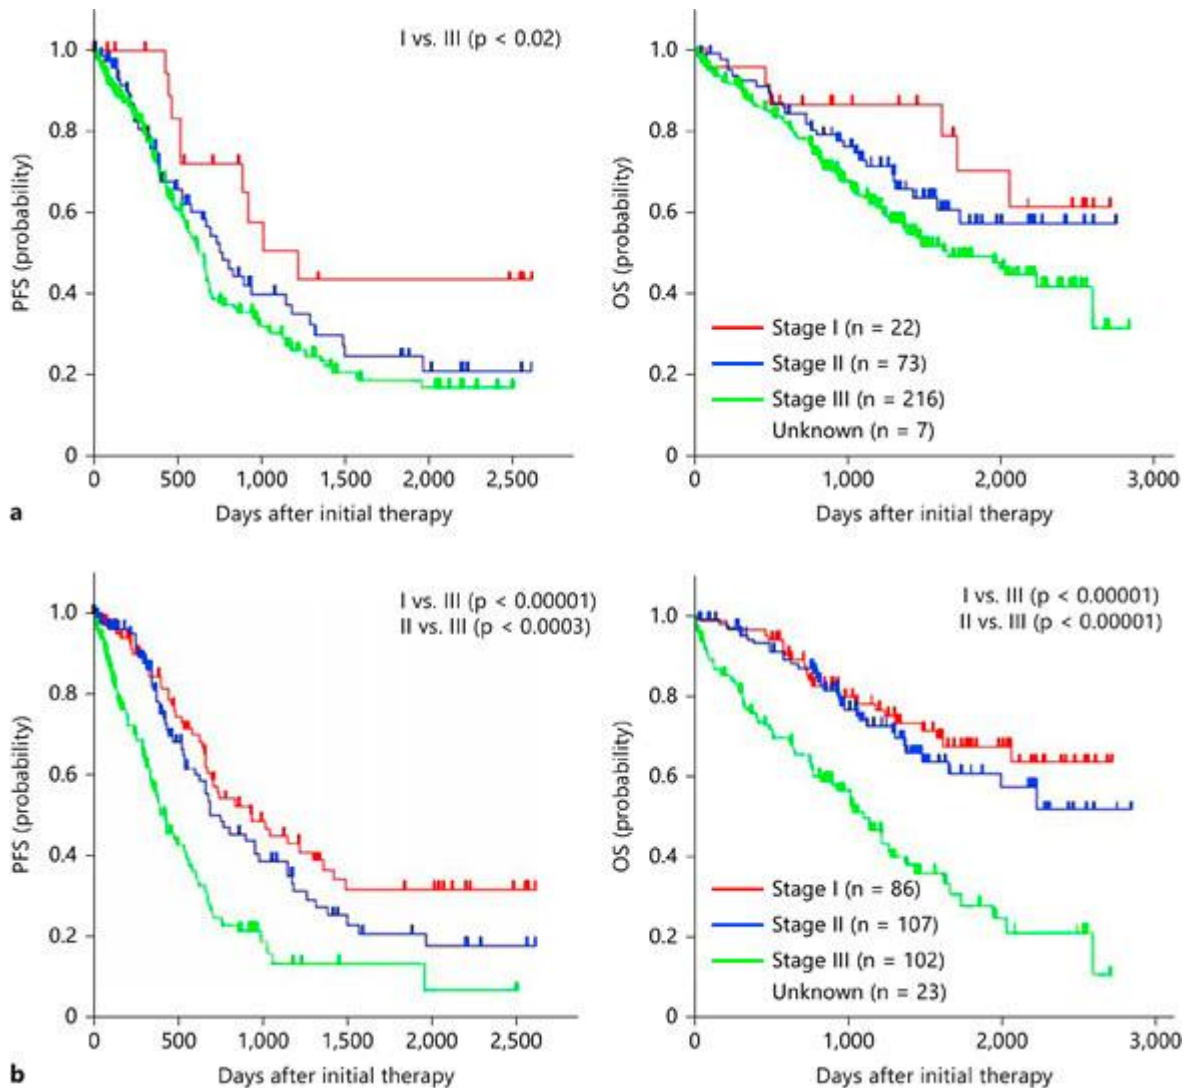 I vs. III (p < 0.02)
PFS (probability)
1.0
0.8
0.6
0.4
0.2
0
0 500 1,000 1,500 2,000 2,500
Days after initial therapy
a
OS (probability)
1.0
0.8
0.6
0.4
0.2
0
Stage I (n = 22)
Stage II (n = 73)
Stage III (n = 216)
Unknown (n = 7)
0 1,000 2,000 3,000
Days after initial therapy
I vs. III (p < 0.00001)
II vs. III (p < 0.0003)
PFS (probability)
1.0
0.8
0.6
0.4
0.2
0
0 500 1,000 1,500 2,000 2,500
Days after initial therapy
b
I vs. III (p < 0.00001)
II vs. III (p < 0.00001)
OS (probability)
1.0
0.8
0.6
0.4
0.2
0
Stage I (n = 86)
Stage II (n = 107)
Stage III (n = 102)
Unknown (n = 23)
0 1,000 2,000 3,000
Days after initial therapy